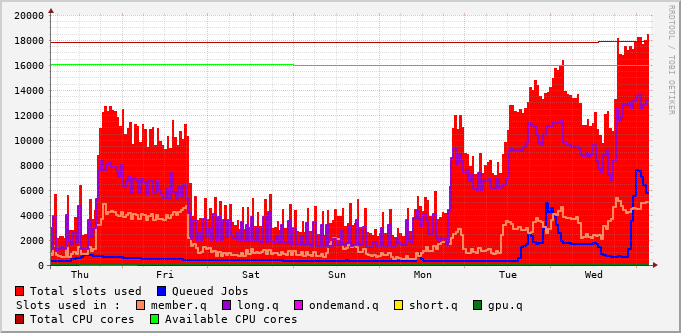 20000
18000
16000
14000
12000
10000
8000
6000
4000
2000
0
Thu Fri Sat Sun Mon Tue Wed
RRDTOOL / TOBI OETIKER
Total slots used Queued Jobs
Slots used in : member.q long.q ondemand.q short.q gpu.q
Total CPU cores Available CPU cores